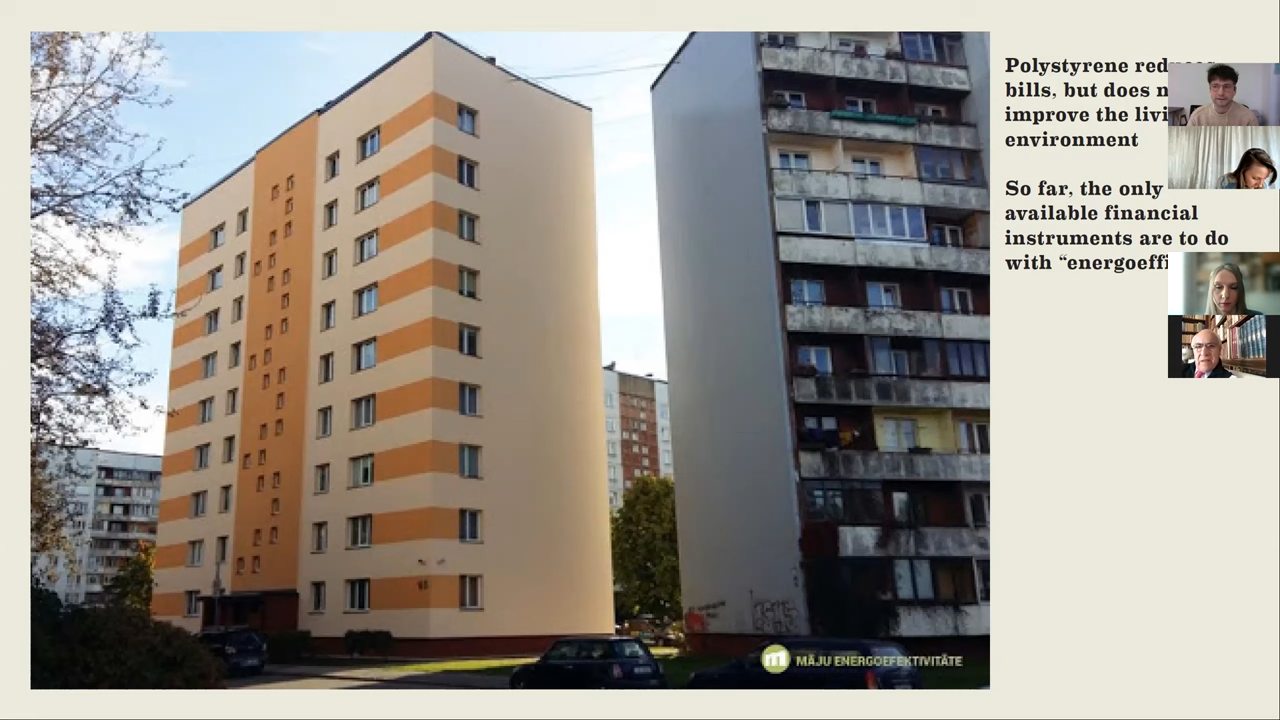 Polystyrene
bills, but does
improve the
environment
So far, the only
available financial
instruments are to do
with
m MĀJU ENERGOEFEKTIVITĀTE